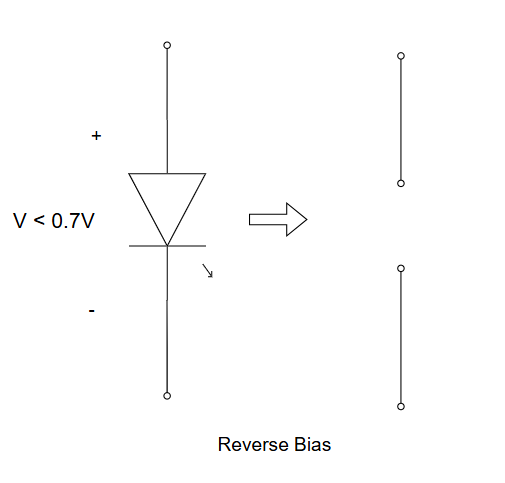 +
V < 0.7V
-
Reverse Bias